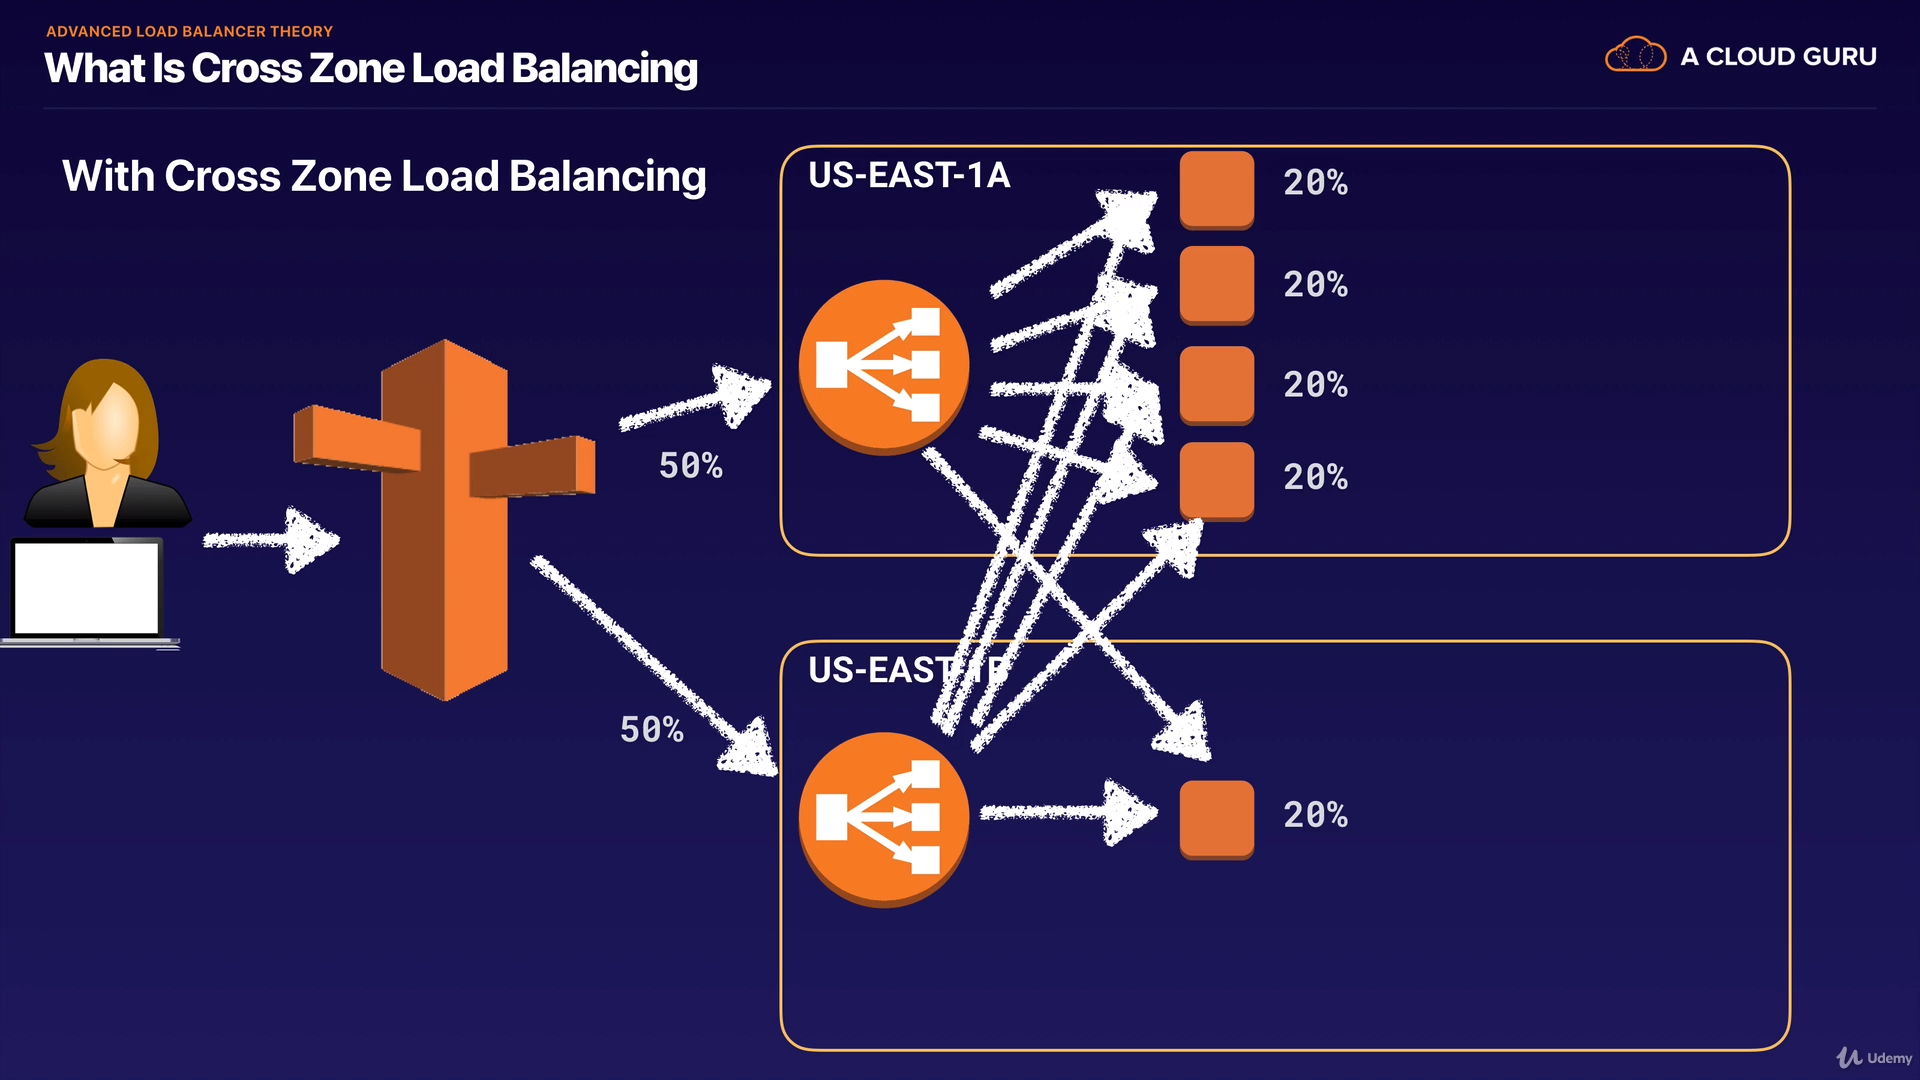 ADVANCED LOAD BALANCER THEORY
What Is Cross Zone Load Balancing
A CLOUD GURU
With Cross Zone Load Balancing
US-EAST-1A
20%
20%
20%
20%
50%
50%
US-EAST-1B
20%
Udemy